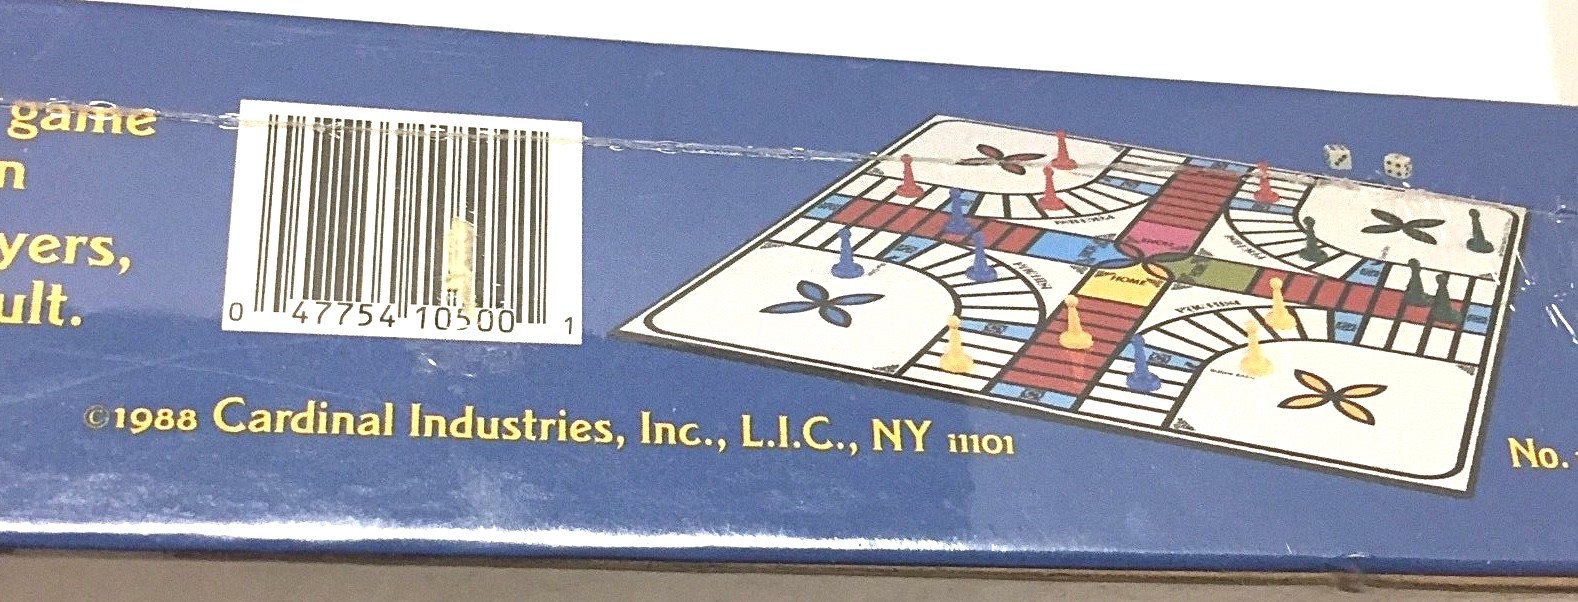 game
n
yers,
ult.
0 47754 10500 1
©1988 Cardinal Industries, Inc., L.I.C., NY 11101
HOME
No.